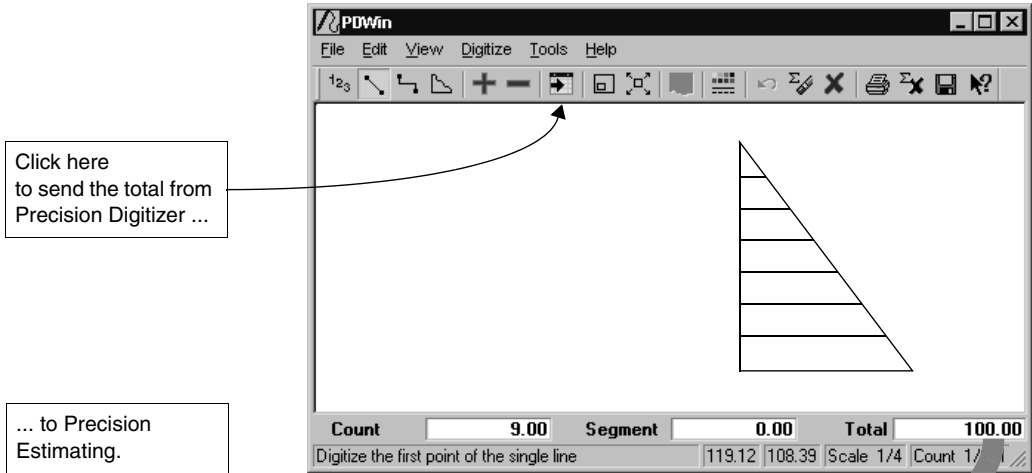 PDWin
File Edit View Digitize Tools Help
123
Click here
to send the total from
Precision Digitizer ...
... to Precision
Estimating.
Count 9.00 Segment 0.00 Total 100.00
Digitize the first point of the single line 119.12 108.39 Scale 1/4 Count